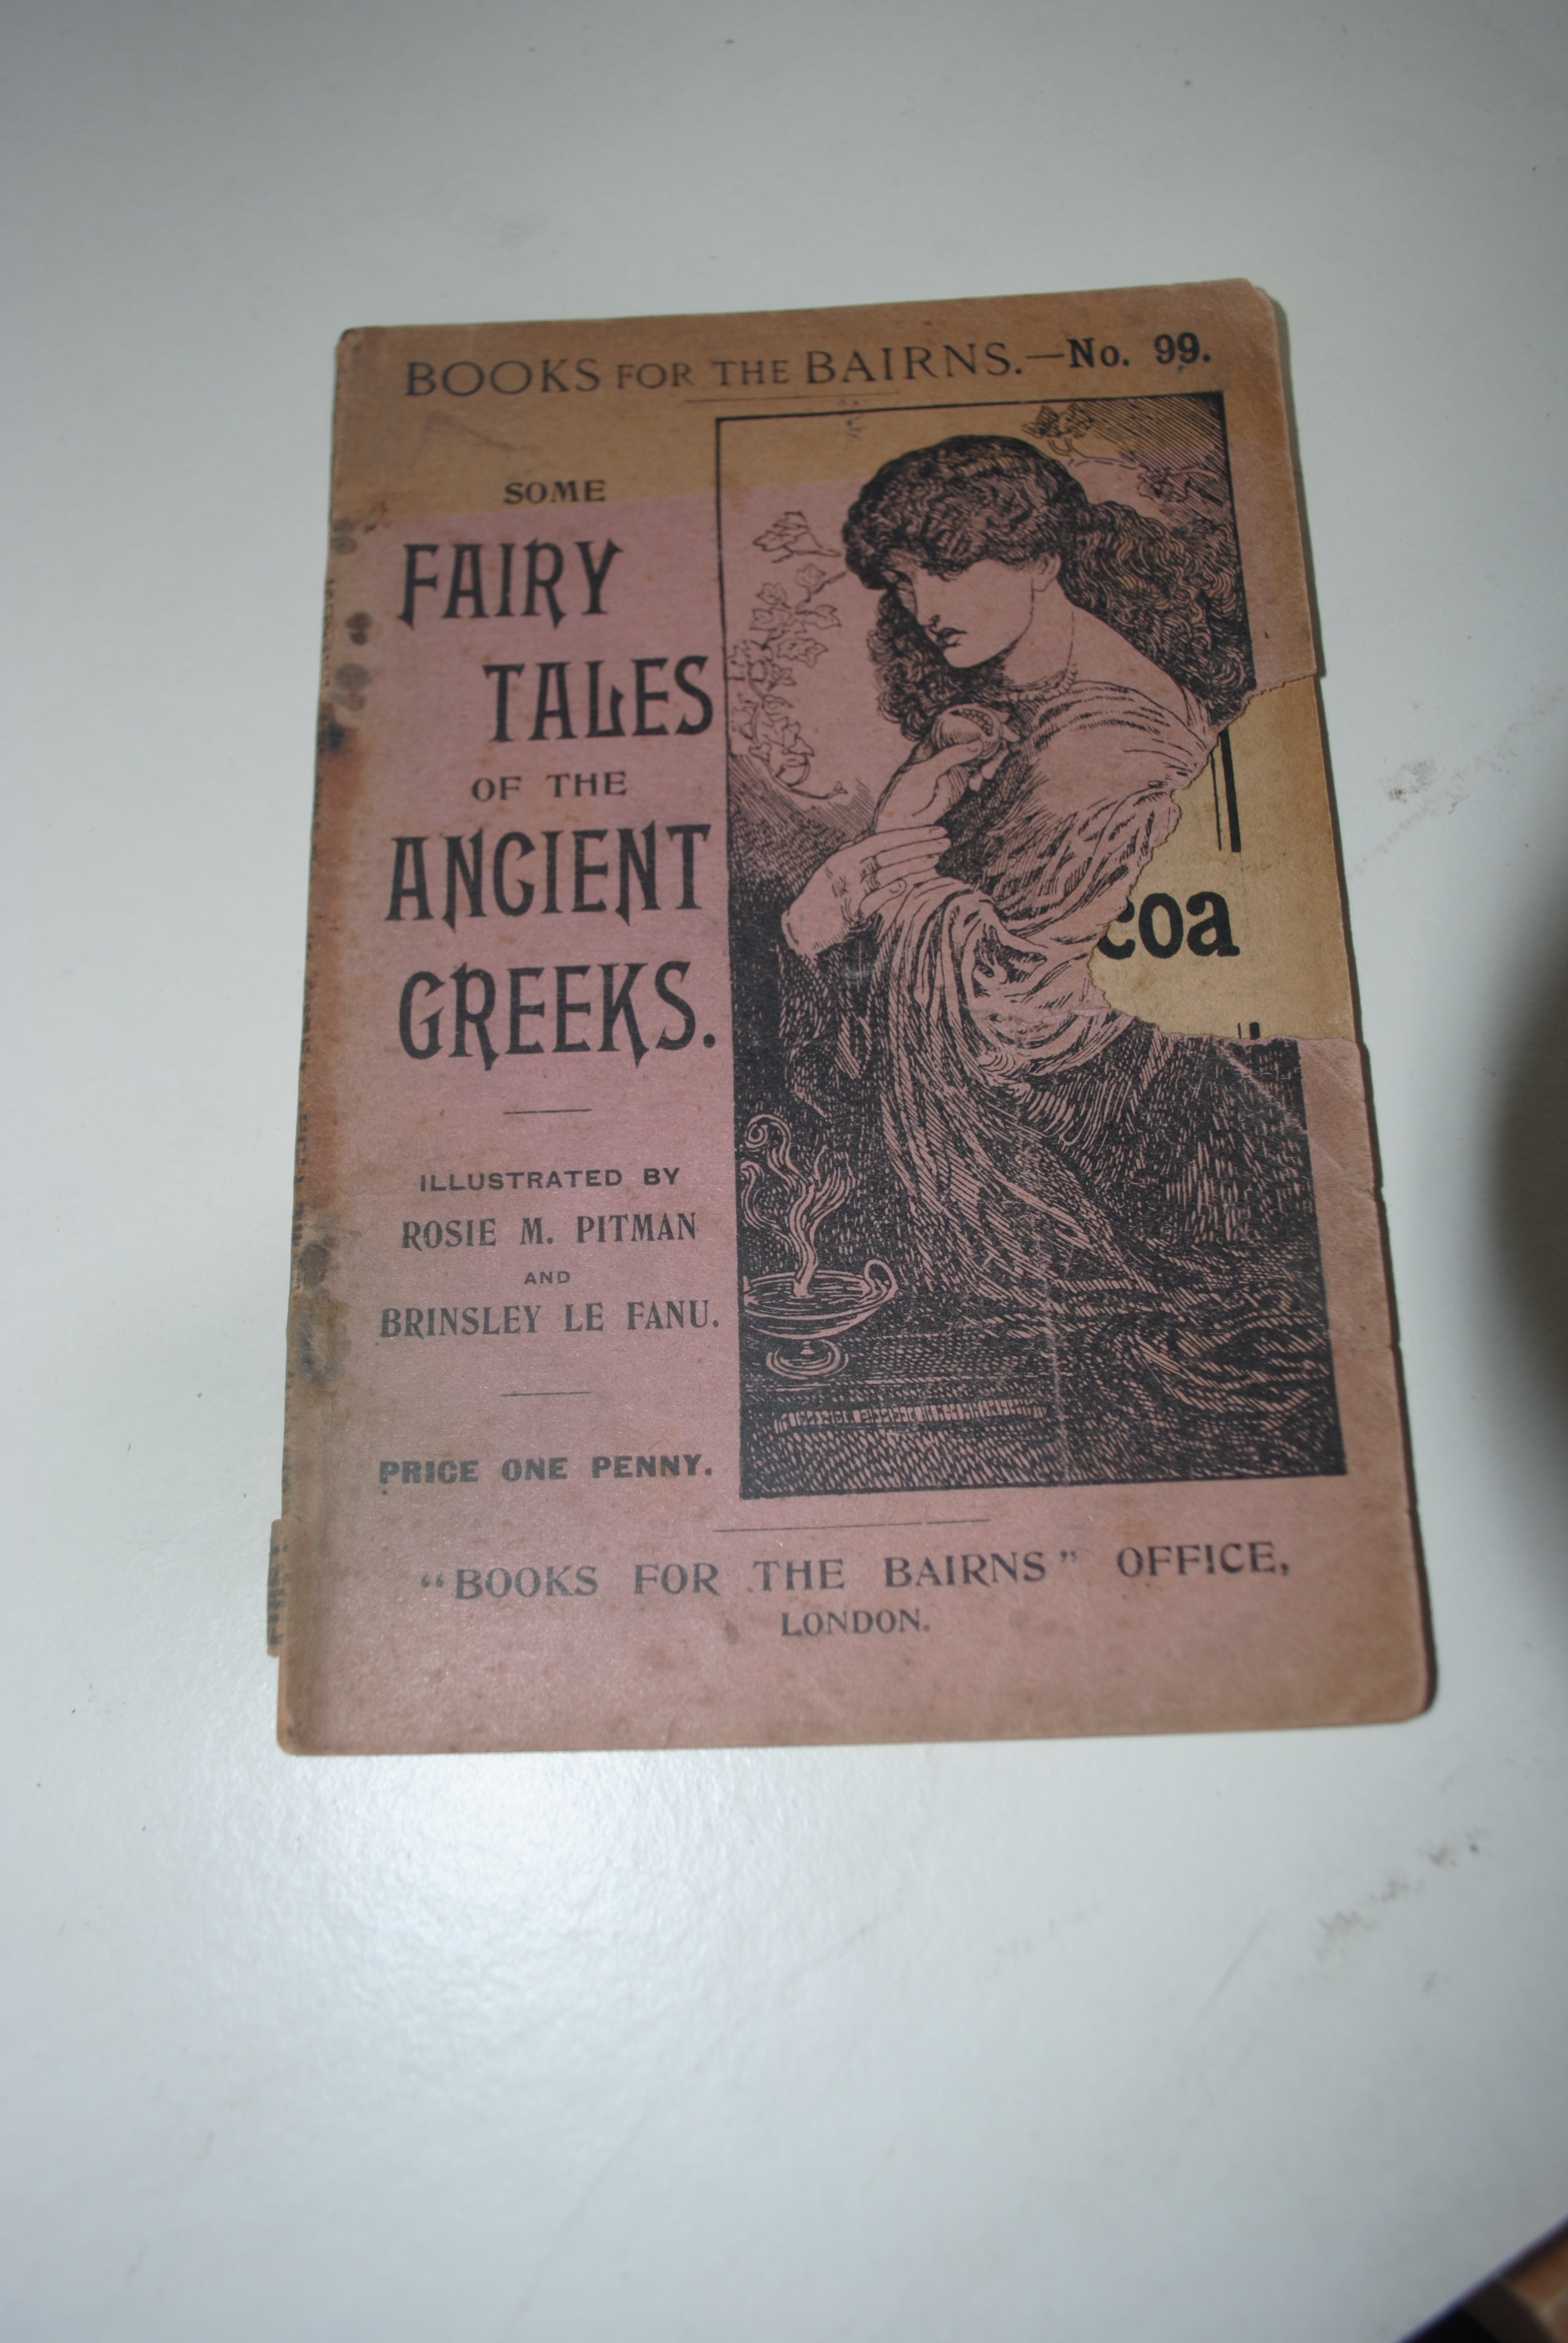 BOOKS FOR THE BAIRNS.—No. 99.
SOME
FAIRY
TALES
OF THE
ANCIENT
GREEKS.
coa
ILLUSTRATED BY
ROSIE M. PITMAN
AND
BRINSLEY LE FANU.
PRICE ONE PENNY.
"BOOKS FOR THE BAIRNS" OFFICE,
LONDON.